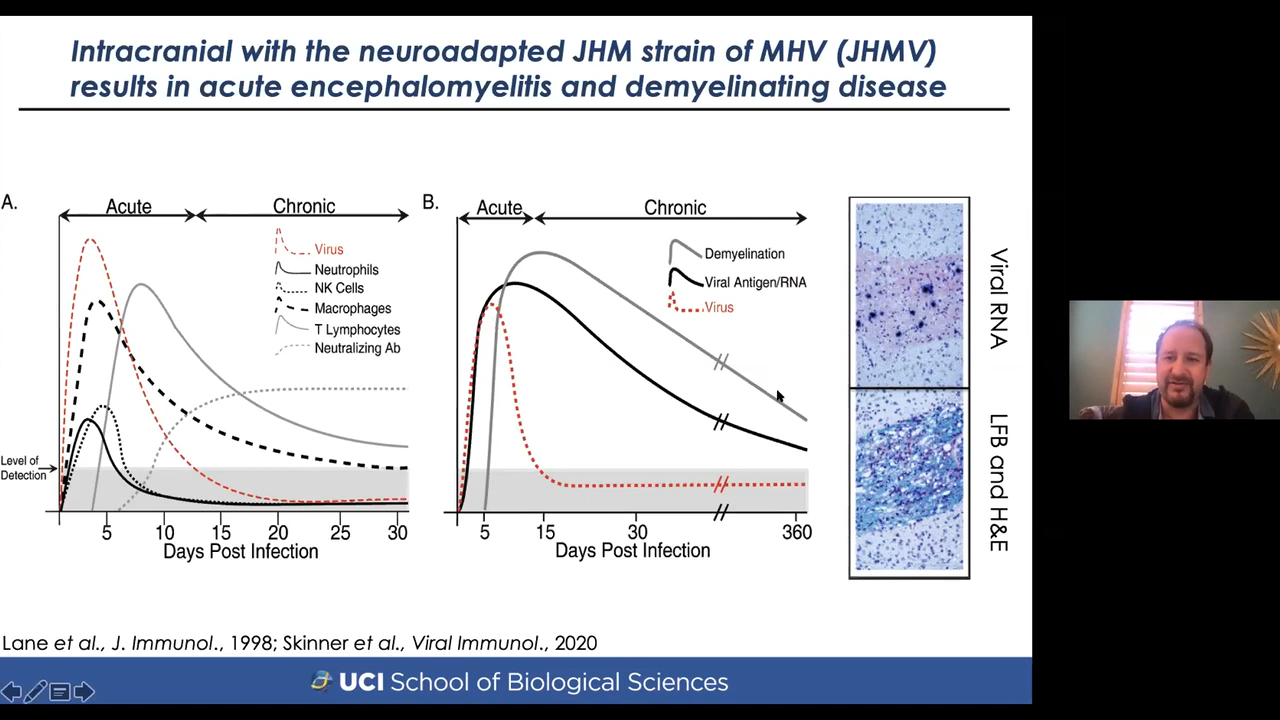 Intracranial with the neuroadapted JHM strain of MHV (JHMV)
results in acute encephalomyelitis and demyelinating disease
A.
Acute
Chronic
Virus
Neutrophils
NK Cells
Macrophages
T Lymphocytes
Neutralizing Ab
Level of
Detection
5
10
15
20
25
30
Days Post Infection
B.
Acute
Chronic
Demyelination
Viral Antigen/RNA
Virus
5
15
30
360
Days Post Infection
Viral RNA
LFB and H&E
Lane et al., J. Immunol., 1998; Skinner et al., Viral Immunol., 2020
UCI School of Biological Sciences